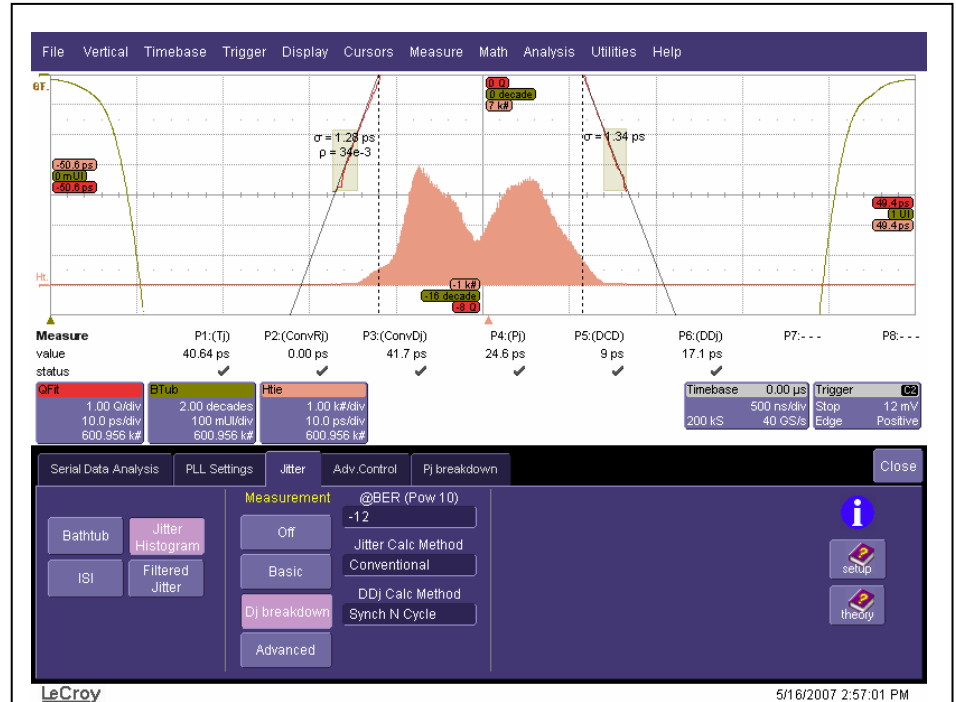 File Vertical Timebase Trigger Display Cursors Measure Math Analysis Utilities Help
0 Q
0 decade
7 k#
σ = 1.28 ps
ρ = 34e-3
σ = 1.34 ps
-50.6 ps
0 mUI
-50.6 ps
49.4 ps
1 UI
49.4 ps
Ht.
-1 k#
-16 decade
-8 Q
Measure P1:(Tj) P2:(ConvRj) P3:(ConvDj) P4:(Pj) P5:(DCD) P6:(DDj) P7:- - - P8:- - -
value 40.64 ps 0.00 ps 41.7 ps 24.6 ps 9 ps 17.1 ps
status ✔ ✔ ✔ ✔ ✔ ✔
QFit BTub Htie Timebase 0.00 µs Trigger C2
1.00 Q/div 2.00 decades 1.00 k#/div 500 ns/div Stop 12 mV
10.0 ps/div 100 mUI/div 10.0 ps/div 200 kS 40 GS/s Edge Positive
600.956 k# 600.956 k# 600.956 k#
Serial Data Analysis PLL Settings Jitter Adv.Control Pj breakdown Close
Measurement @BER (Pow 10)
-12
Bathtub Jitter Histogram Off
Jitter Calc Method
Conventional
ISI Filtered Jitter Basic
DDj Calc Method
Dj breakdown Synch N Cycle
Advanced
i
setup
theory
LeCroy 5/16/2007 2:57:01 PM